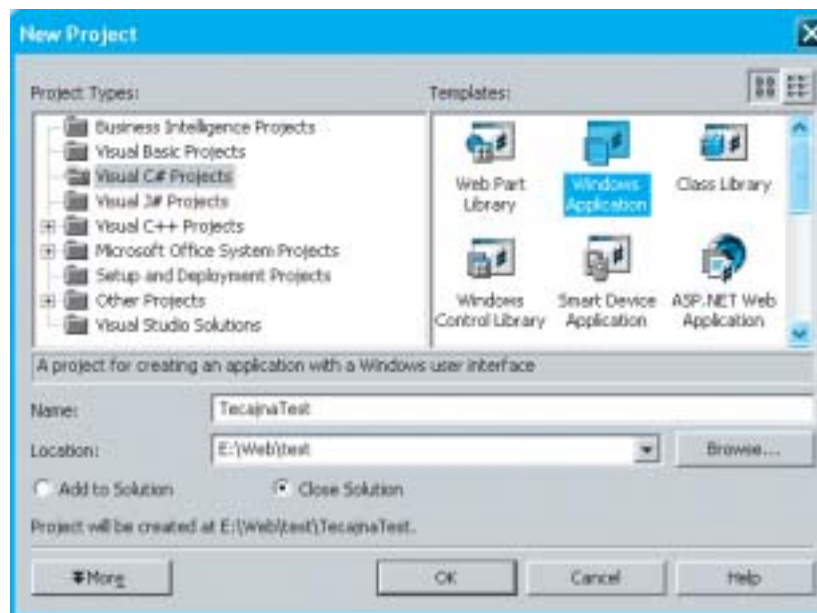 New Project
Project Types:
Templates:
Business Intelligence Projects
Visual Basic Projects
Visual C# Projects
Visual J# Projects
Visual C++ Projects
Microsoft Office System Projects
Setup and Deployment Projects
Other Projects
Visual Studio Solutions
Web Part
Library
Windows
Application
Class Library
Windows
Control Library
Smart Device
Application
ASP.NET Web
Application
A project for creating an application with a Windows user interface
Name:
TecajnaTest
Location:
E:\Web\test
Browse...
Add to Solution
Close Solution
Project will be created at E:\Web\test\TecajnaTest.
More
OK
Cancel
Help